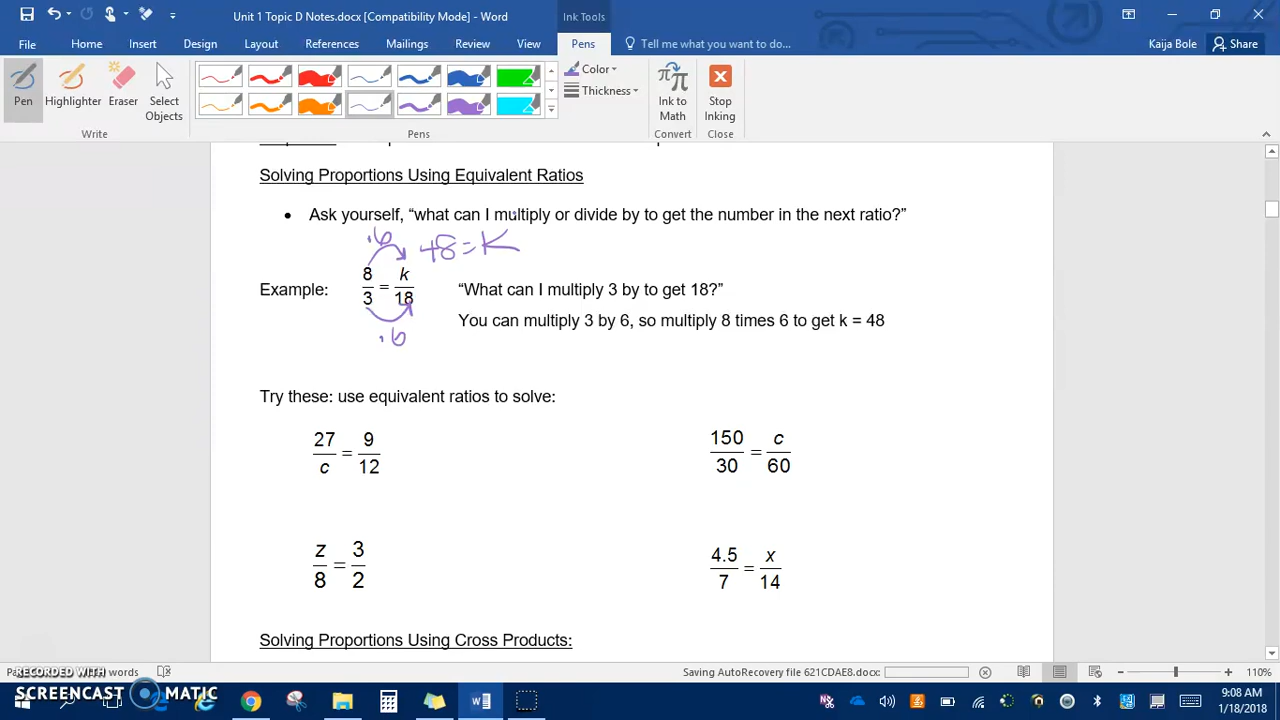 Unit 1 Topic D Notes.docx [Compatibility Mode] - Word
Ink Tools
File Home Insert Design Layout References Mailings Review View Pens Tell me what you want to do... Kaija Bole Share
Pen Highlighter Eraser Select Objects
Color
Thickness
Ink to Math
Stop Inking
Write Pens Convert Close
Solving Proportions Using Equivalent Ratios
• Ask yourself, “what can I multiply or divide by to get the number in the next ratio?”
·6 48=K
Example: 8/3 = k/18 “What can I multiply 3 by to get 18?”
You can multiply 3 by 6, so multiply 8 times 6 to get k = 48
·6
Try these: use equivalent ratios to solve:
27/c = 9/12 150/30 = c/60
z/8 = 3/2 4.5/7 = x/14
Solving Proportions Using Cross Products:
words Saving AutoRecovery file 621CDAE8.docx: 110%
RECORDED WITH
SCREENCAST MATIC
9:08 AM
1/18/2018